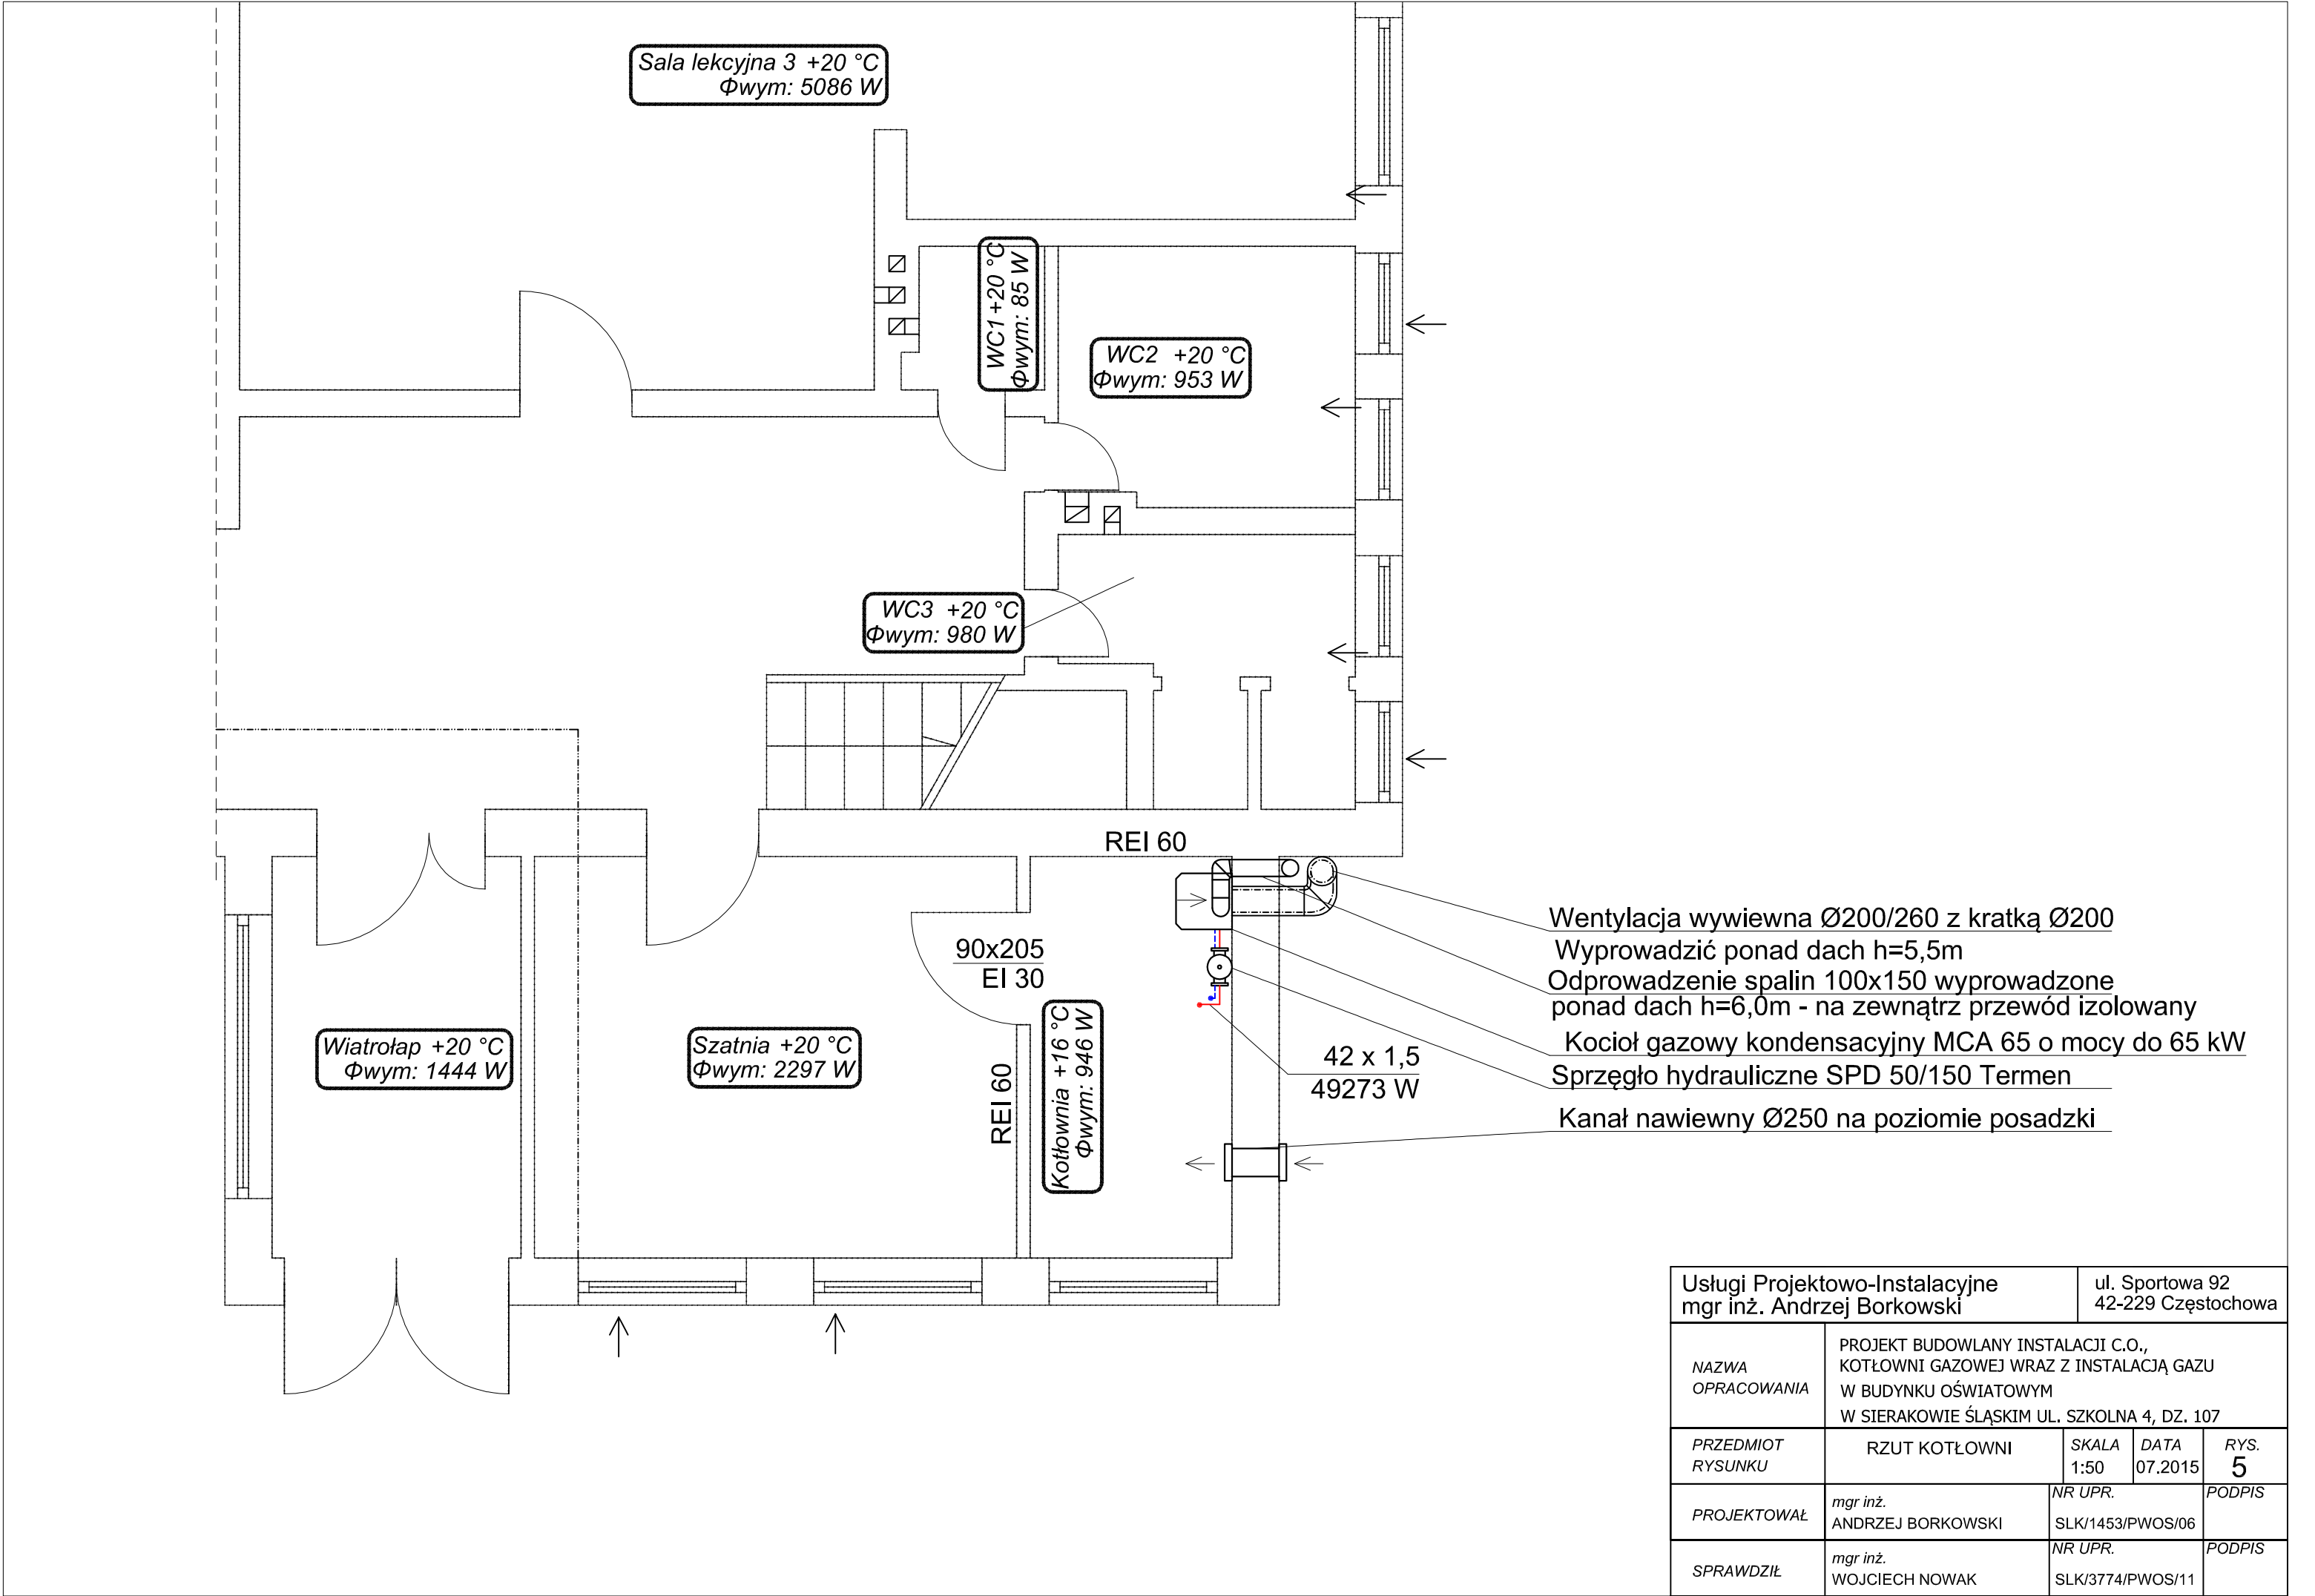 Sala lekcyjna 3 +20 °C
Φwym: 5086 W
WC1 +20 °C
Φwym: 85 W
WC2 +20 °C
Φwym: 953 W
WC3 +20 °C
Φwym: 980 W
REI 60
90x205
EI 30
Wiatrołap +20 °C
Φwym: 1444 W
Szatnia +20 °C
Φwym: 2297 W
REI 60
Kotłownia +16 °C
Φwym: 946 W
42 x 1,5
49273 W
Wentylacja wywiewna Ø200/260 z kratką Ø200
Wyprowadzić ponad dach h=5,5m
Odprowadzenie spalin 100x150 wyprowadzone
ponad dach h=6,0m - na zewnątrz przewód izolowany
Kocioł gazowy kondensacyjny MCA 65 o mocy do 65 kW
Sprzęgło hydrauliczne SPD 50/150 Termen
Kanał nawiewny Ø250 na poziomie posadzki
Usługi Projektowo-Instalacyjne
mgr inż. Andrzej Borkowski
ul. Sportowa 92
42-229 Częstochowa
NAZWA
OPRACOWANIA
PROJEKT BUDOWLANY INSTALACJI C.O.,
KOTŁOWNI GAZOWEJ WRAZ Z INSTALACJĄ GAZU
W BUDYNKU OŚWIATOWYM
W SIERAKOWIE ŚLĄSKIM UL. SZKOLNA 4, DZ. 107
PRZEDMIOT
RYSUNKU
RZUT KOTŁOWNI
SKALA
1:50
DATA
07.2015
RYS.
5
PROJEKTOWAŁ
mgr inż.
ANDRZEJ BORKOWSKI
NR UPR.
SLK/1453/PWOS/06
PODPIS
SPRAWDZIŁ
mgr inż.
WOJCIECH NOWAK
NR UPR.
SLK/3774/PWOS/11
PODPIS